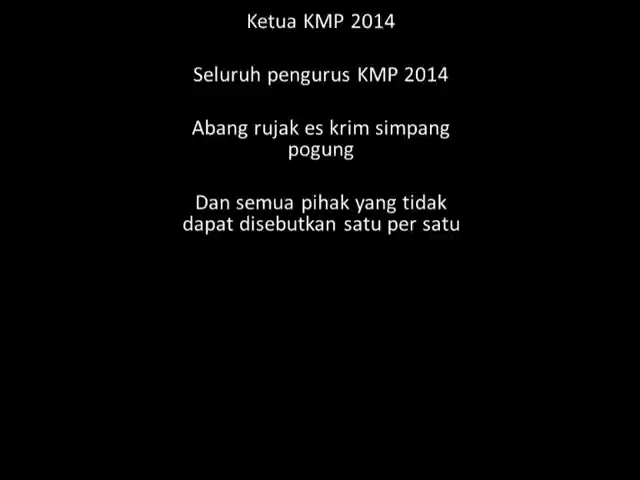 Ketua KMP 2014
Seluruh pengurus KMP 2014
Abang rujak es krim simpang
pogung
Dan semua pihak yang tidak
dapat disebutkan satu per satu